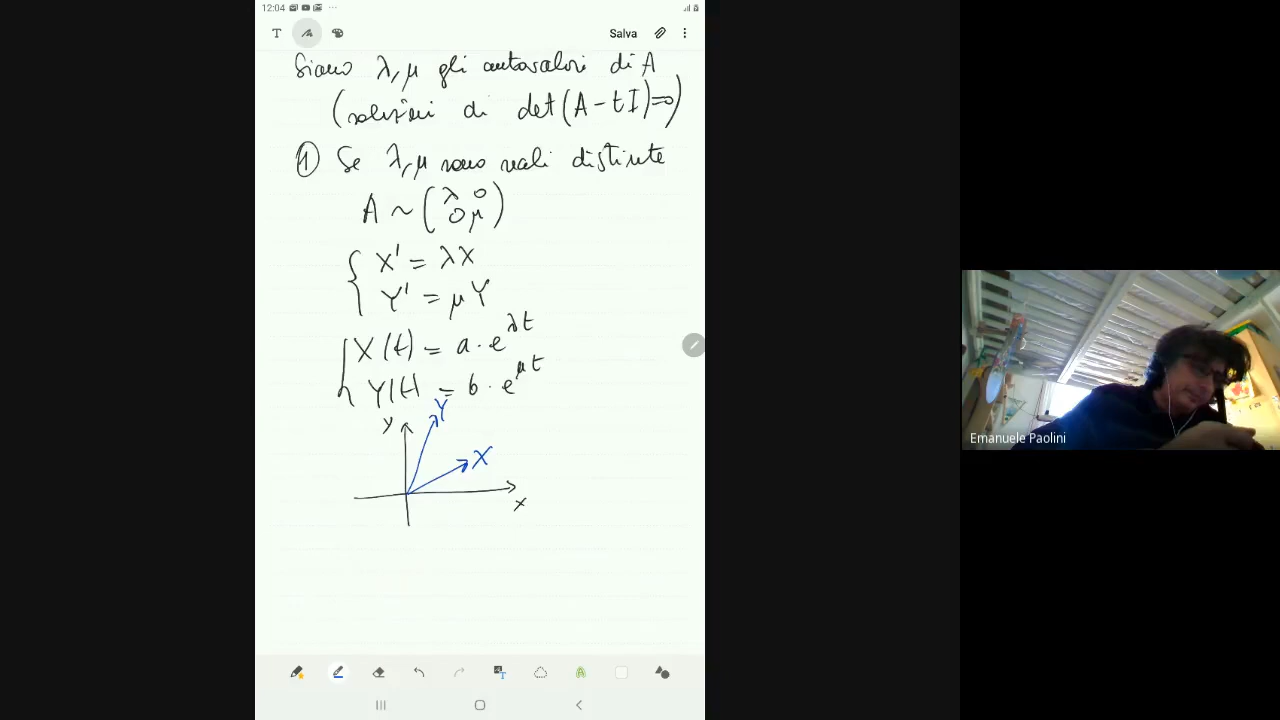 12:04
T Salva
Siano λ, μ gli autovalori di A
(soluzioni di det(A - tI)=0)
① Se λ, μ sono reali distinte
A ~ (λ 0
0 μ)
{ X' = λX
Y' = μY
{ X(t) = a · e^{λt}
Y(t) = b · e^{μt}
y Y
X
x
Emanuele Paolini